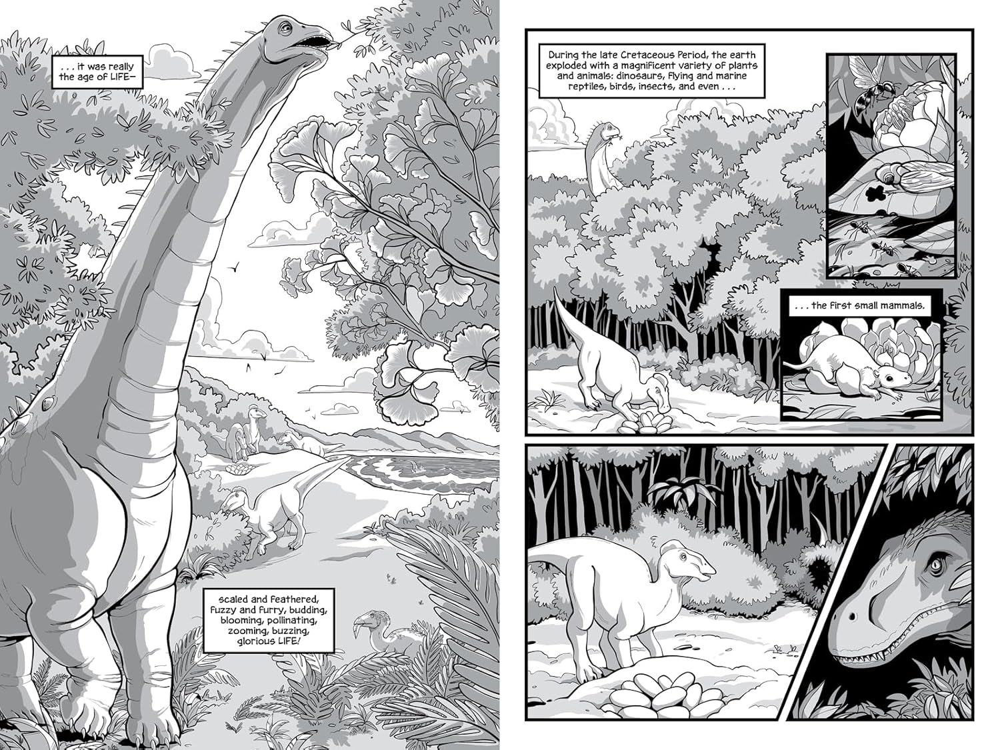 . . . it was really
the age of LIFE—
scaled and feathered,
fuzzy and furry, budding,
blooming, pollinating,
zooming, buzzing,
glorious LIFE!
During the late Cretaceous Period, the earth
exploded with a magnificent variety of plants
and animals: dinosaurs, flying and marine
reptiles, birds, insects, and even . . .
. . . the first small mammals.